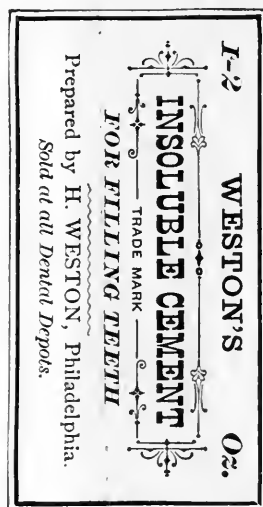 1-2 WESTON'S Oz.
INSOLUBLE CEMENT
TRADE MARK
FOR FILLING TEETH
Prepared by H. WESTON, Philadelphia.
Sold at all Dental Depots.